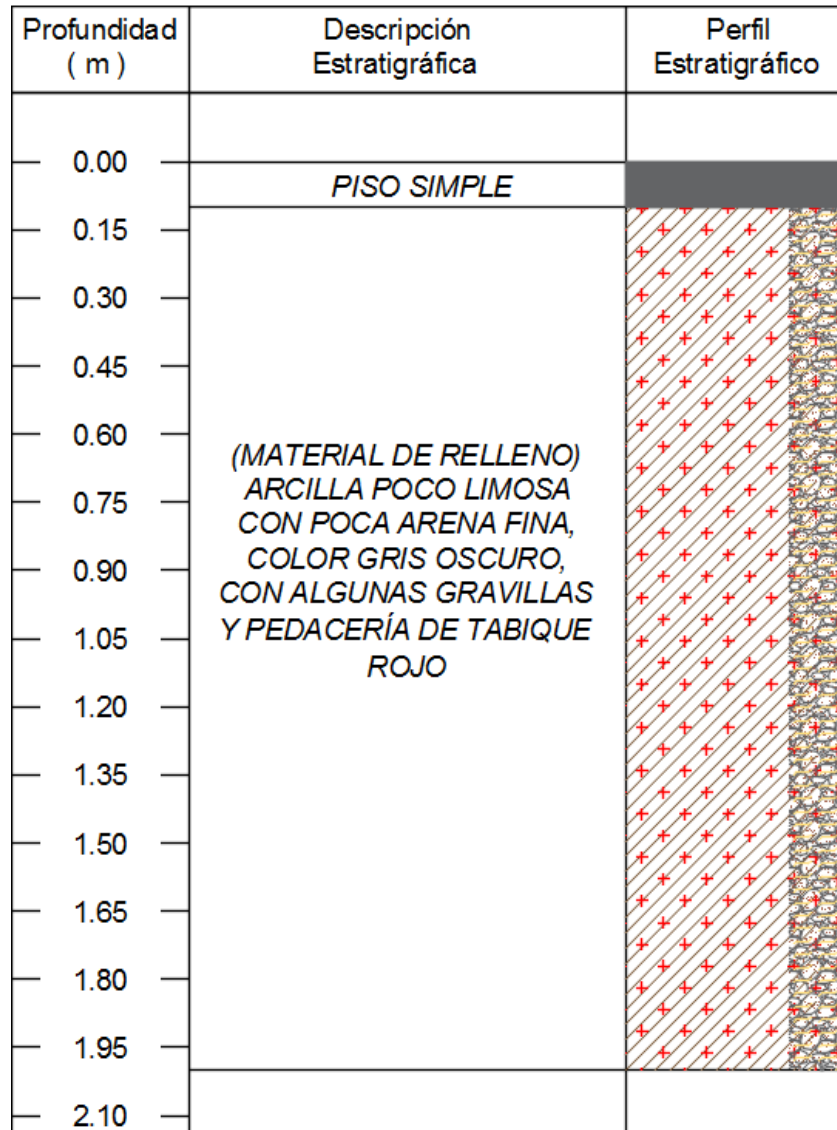 Profundidad
( m )
Descripción
Estratigráfica
Perfil
Estratigráfico
0.00
PISO SIMPLE
0.15
0.30
0.45
0.60
0.75
0.90
1.05
1.20
1.35
1.50
1.65
1.80
1.95
2.10
(MATERIAL DE RELLENO)
ARCILLA POCO LIMOSA
CON POCA ARENA FINA,
COLOR GRIS OSCURO,
CON ALGUNAS GRAVILLAS
Y PEDACERÍA DE TABIQUE
ROJO